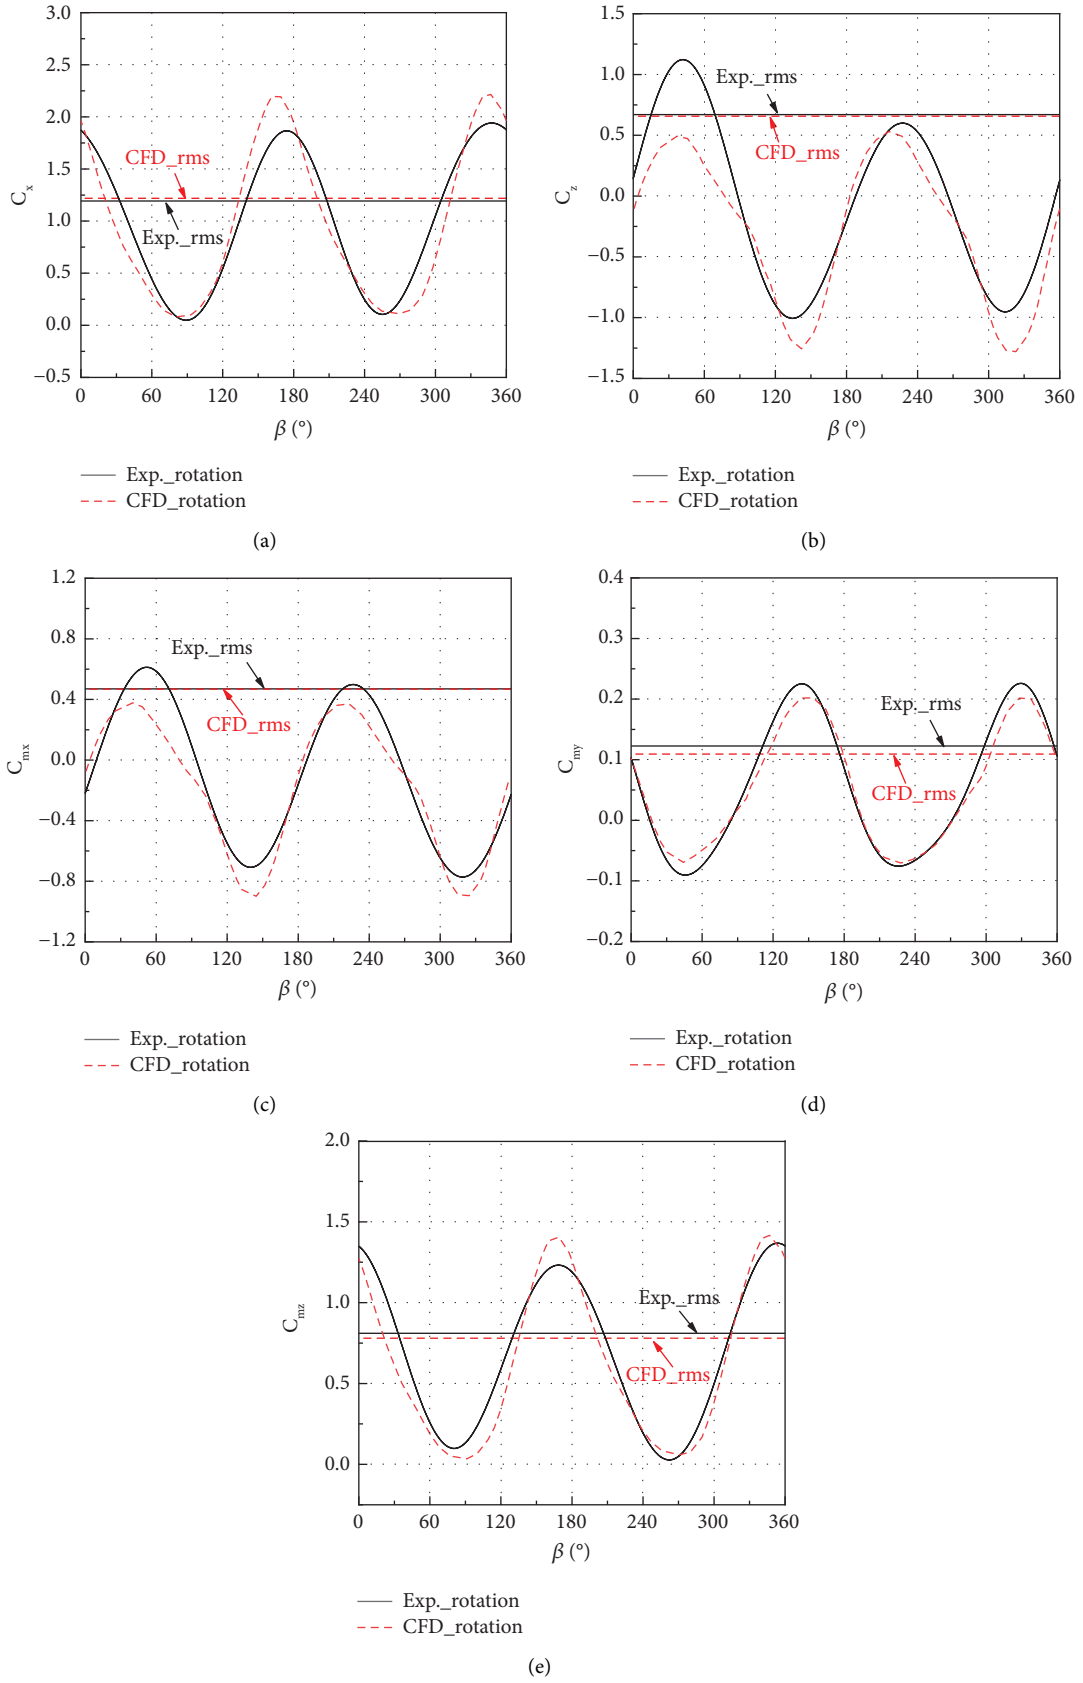 3.0
2.5
2.0
1.5
1.0
0.5
0.0
−0.5
C_x
CFD_rms
Exp._rms
0 60 120 180 240 300 360
β (°)
Exp._rotation
CFD_rotation
(a)
1.5
1.0
0.5
0.0
−0.5
−1.0
−1.5
C_z
Exp._rms
CFD_rms
0 60 120 180 240 300 360
β (°)
Exp._rotation
CFD_rotation
(b)
1.2
0.8
0.4
0.0
−0.4
−0.8
−1.2
C_mx
Exp._rms
CFD_rms
0 60 120 180 240 300 360
β (°)
Exp._rotation
CFD_rotation
(c)
0.4
0.3
0.2
0.1
0.0
−0.1
−0.2
C_my
Exp._rms
CFD_rms
0 60 120 180 240 300 360
β (°)
Exp._rotation
CFD_rotation
(d)
2.0
1.5
1.0
0.5
0.0
C_mz
Exp._rms
CFD_rms
0 60 120 180 240 300 360
β (°)
Exp._rotation
CFD_rotation
(e)